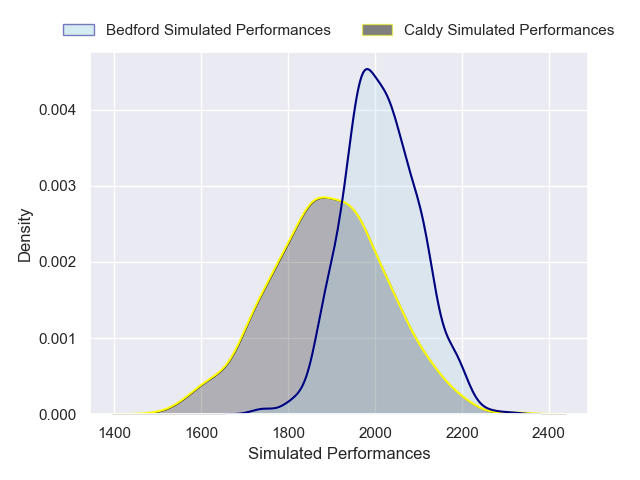 Bedford Simulated Performances
Caldy Simulated Performances
0.004
0.003
0.002
0.001
0.000
Density
1400
1600
1800
2000
2200
2400
Simulated Performances